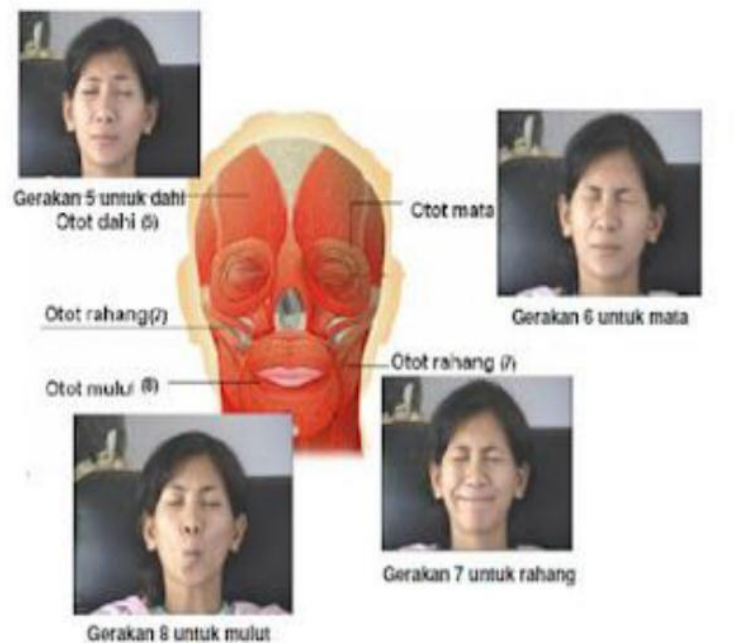 Gerakan 5 untuk dahi
Otot dahi (5)
Otot mata
Gerakan 6 untuk mata
Otot rahang (7)
Otot rahang (7)
Otot mulut (8)
Gerakan 7 untuk rahang
Gerakan 8 untuk mulut